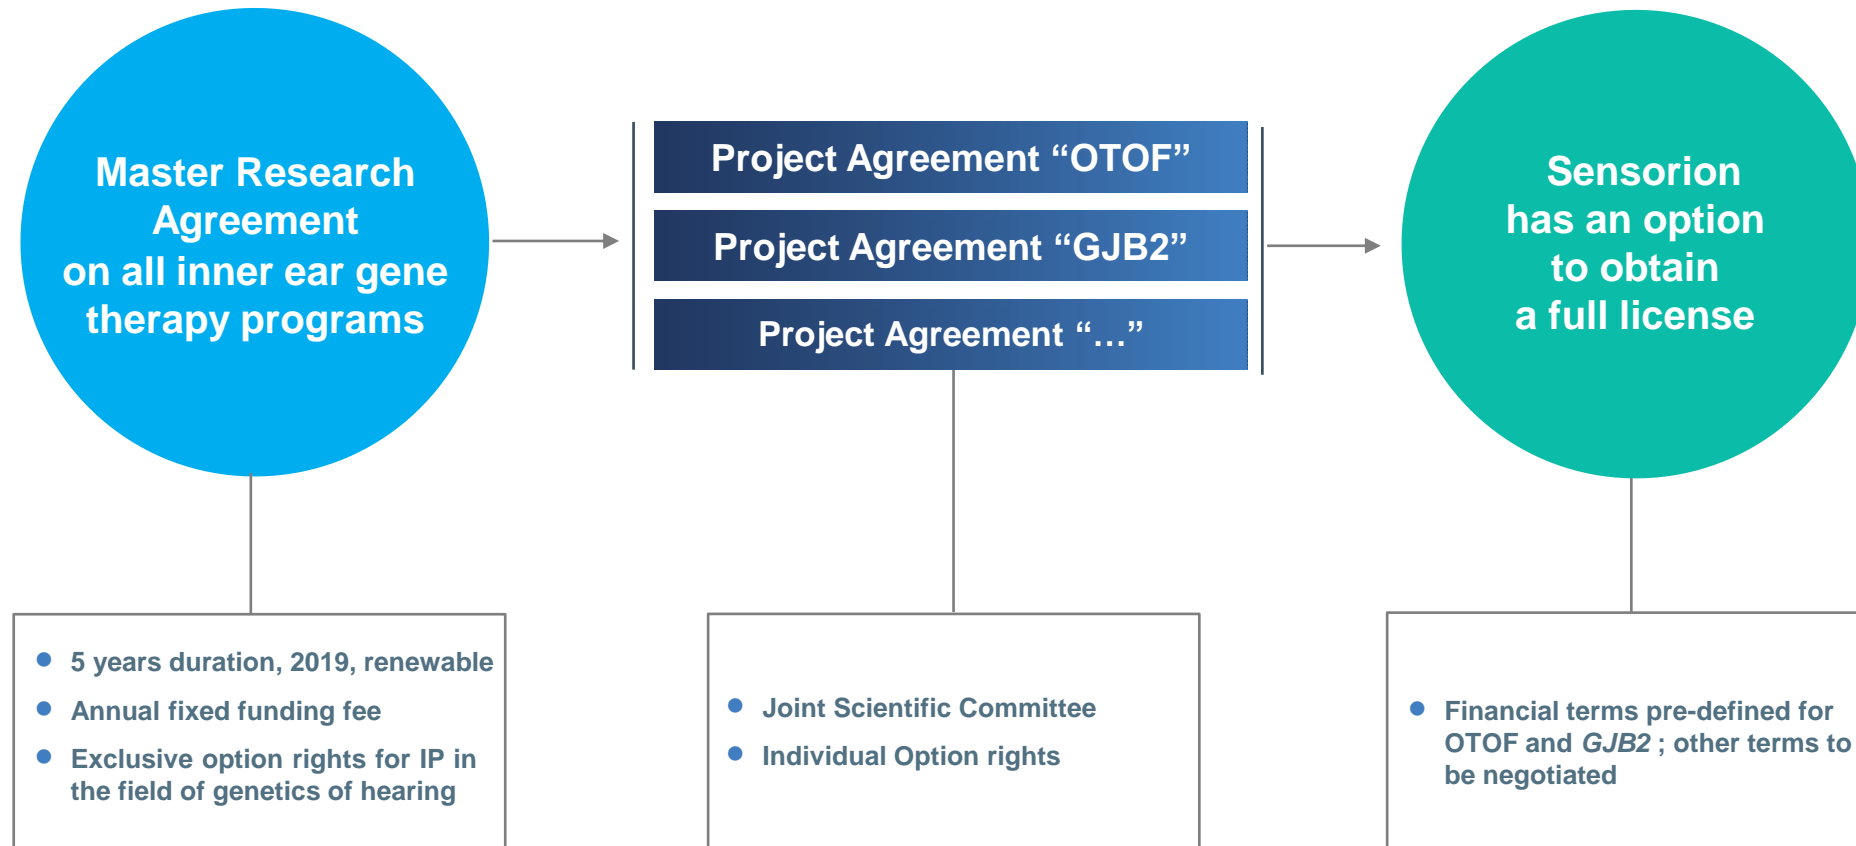 Master Research
Agreement
on all inner ear gene
therapy programs
Project Agreement “OTOF”
Project Agreement “GJB2”
Project Agreement “…”
Sensorion
has an option
to obtain
a full license
5 years duration, 2019, renewable
Annual fixed funding fee
Exclusive option rights for IP in
the field of genetics of hearing
Joint Scientific Committee
Individual Option rights
Financial terms pre-defined for
OTOF and GJB2 ; other terms to
be negotiated